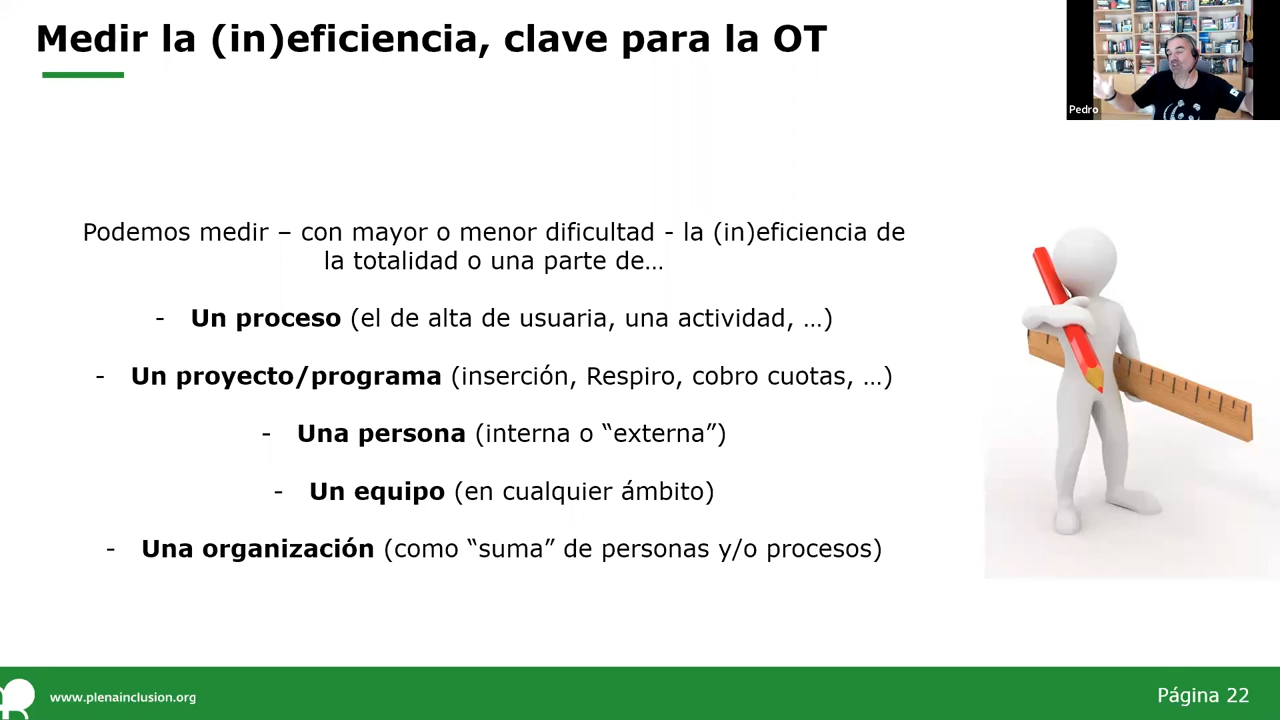 Medir la (in)eficiencia, clave para la OT
Pedro
Podemos medir – con mayor o menor dificultad - la (in)eficiencia de
la totalidad o una parte de…
- Un proceso (el de alta de usuaria, una actividad, …)
- Un proyecto/programa (inserción, Respiro, cobro cuotas, …)
- Una persona (interna o “externa”)
- Un equipo (en cualquier ámbito)
- Una organización (como “suma” de personas y/o procesos)
www.plenainclusion.org
Página 22